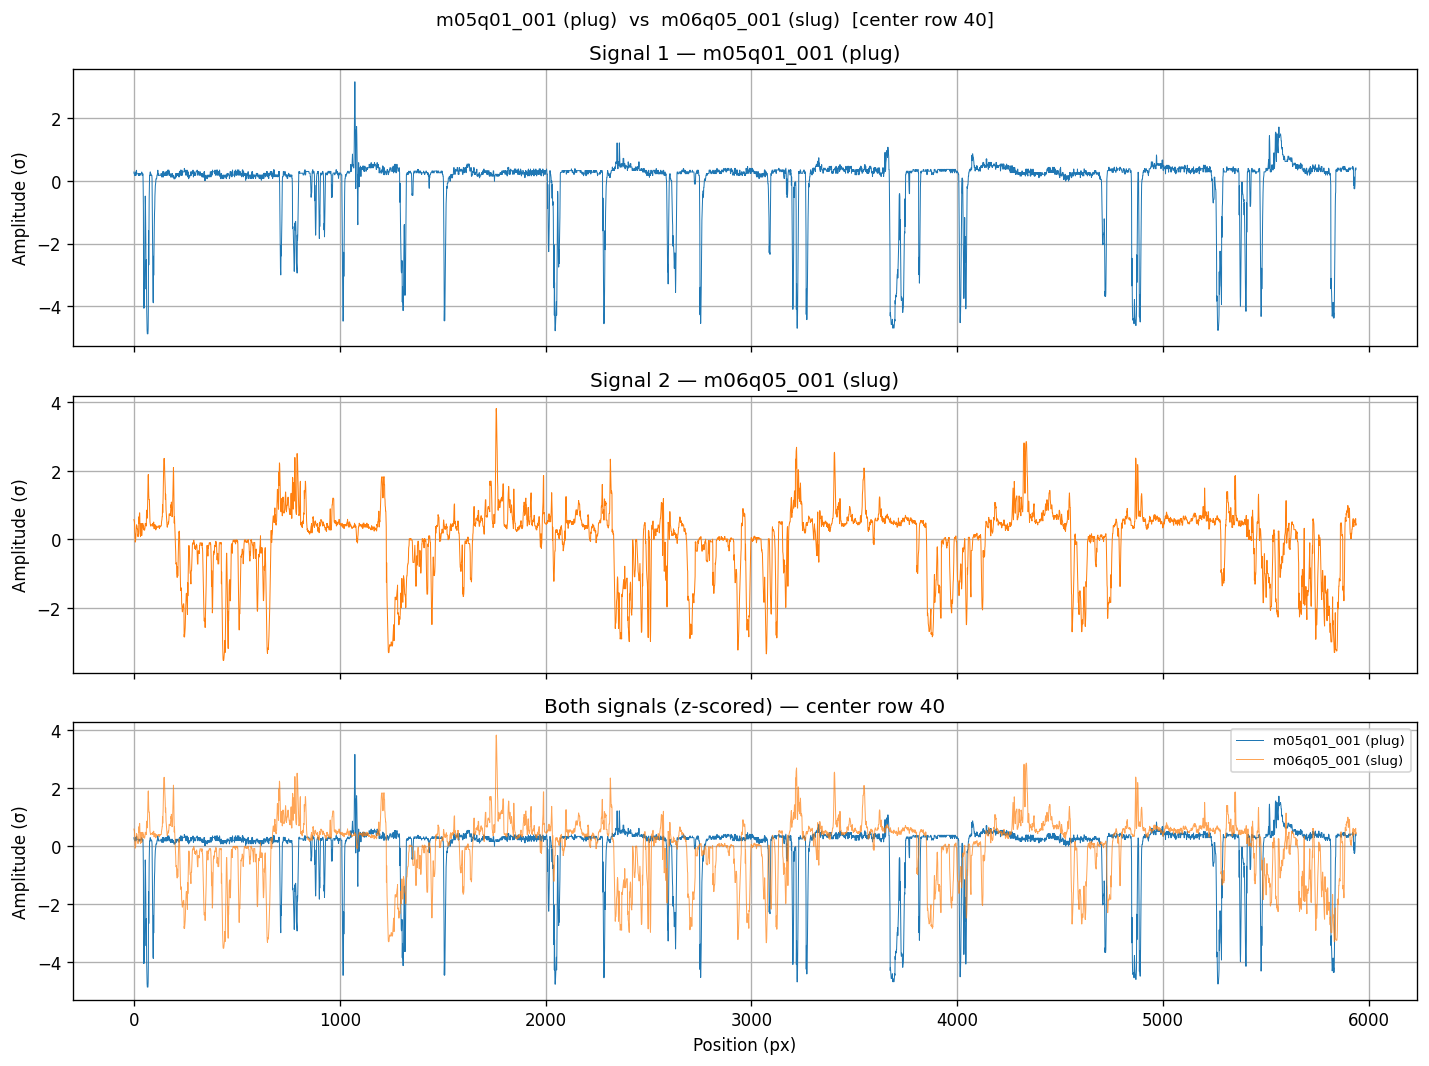 m05q01_001 (plug)  vs  m06q05_001 (slug)  [center row 40]
Signal 1 — m05q01_001 (plug)
Amplitude (σ)
2
0
−2
−4
Signal 2 — m06q05_001 (slug)
Amplitude (σ)
4
2
0
−2
Both signals (z-scored) — center row 40
Amplitude (σ)
4
2
0
−2
−4
m05q01_001 (plug)
m06q05_001 (slug)
0 1000 2000 3000 4000 5000 6000
Position (px)